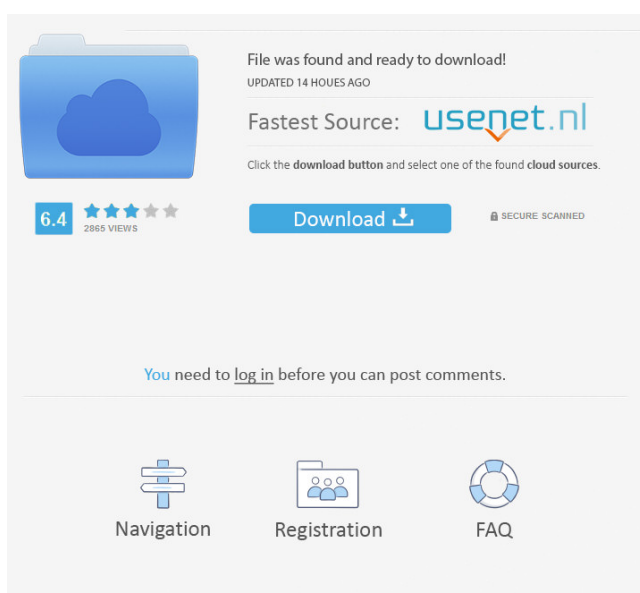 File was found and ready to download!
UPDATED 14 HOUES AGO
Fastest Source: usenet.nl
Click the download button and select one of the found cloud sources.
6.4
2865 VIEWS
Download
SECURE SCANNED
You need to log in before you can post comments.
Navigation Registration FAQ